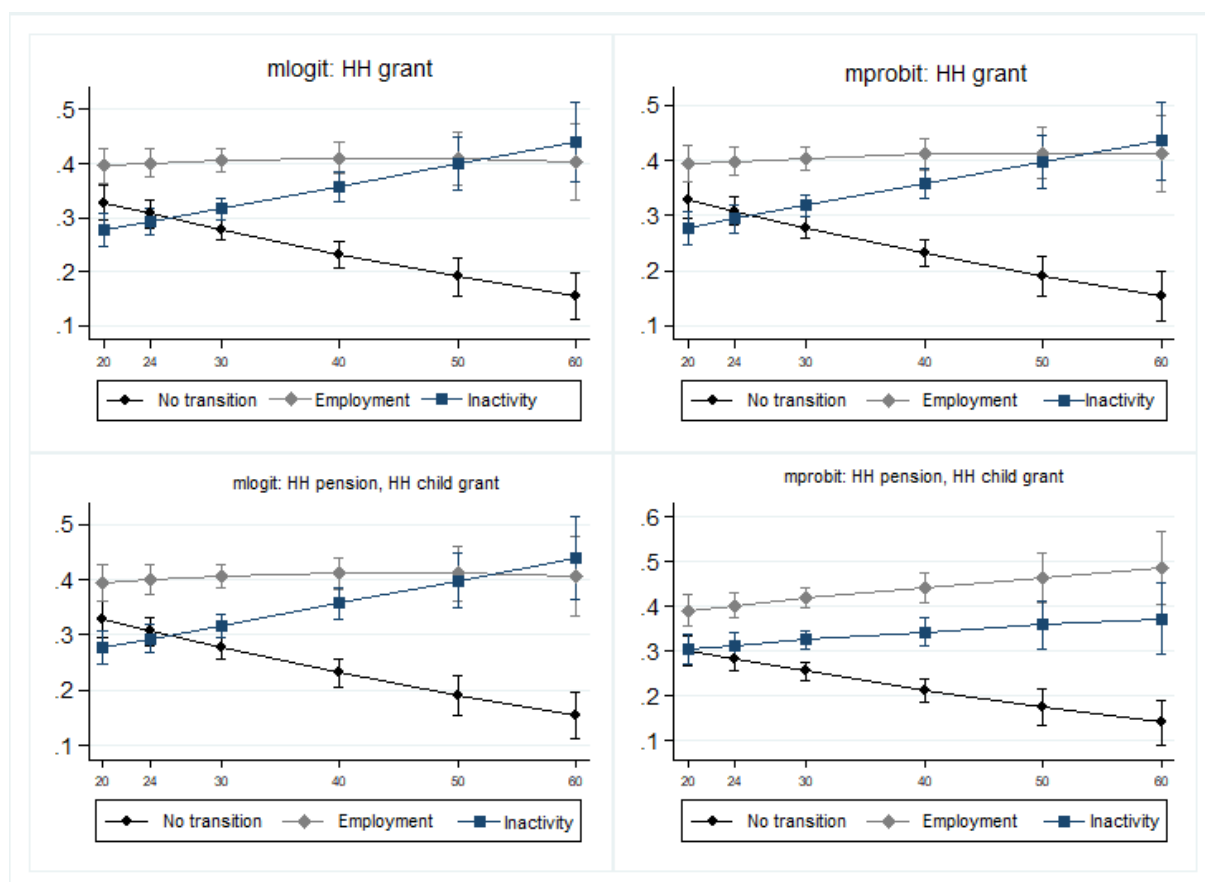 mlogit: HH grant
.5
.4
.3
.2
.1
20 24 30 40 50 60
No transition Employment Inactivity
mprobit: HH grant
.5
.4
.3
.2
.1
20 24 30 40 50 60
No transition Employment Inactivity
mlogit: HH pension, HH child grant
.5
.4
.3
.2
.1
20 24 30 40 50 60
No transition Employment Inactivity
mprobit: HH pension, HH child grant
.6
.5
.4
.3
.2
.1
20 24 30 40 50 60
No transition Employment Inactivity